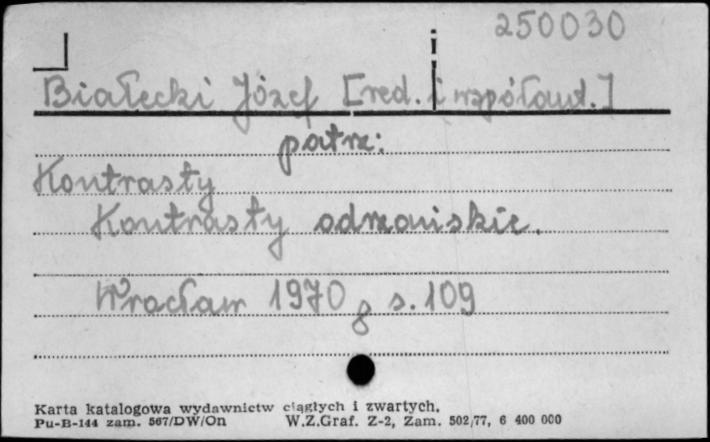 250030
Białecki Józef [red. i współaut.]
patrz:
Kontrasty
Kontrasty odrzańskie.
Wrocław 1970 8 s. 109
Karta katalogowa wydawnictw ciągłych i zwartych.
Pu-B-144 zam. 567/DW/On W.Z.Graf. Z-2, Zam. 502/77, 6 400 000